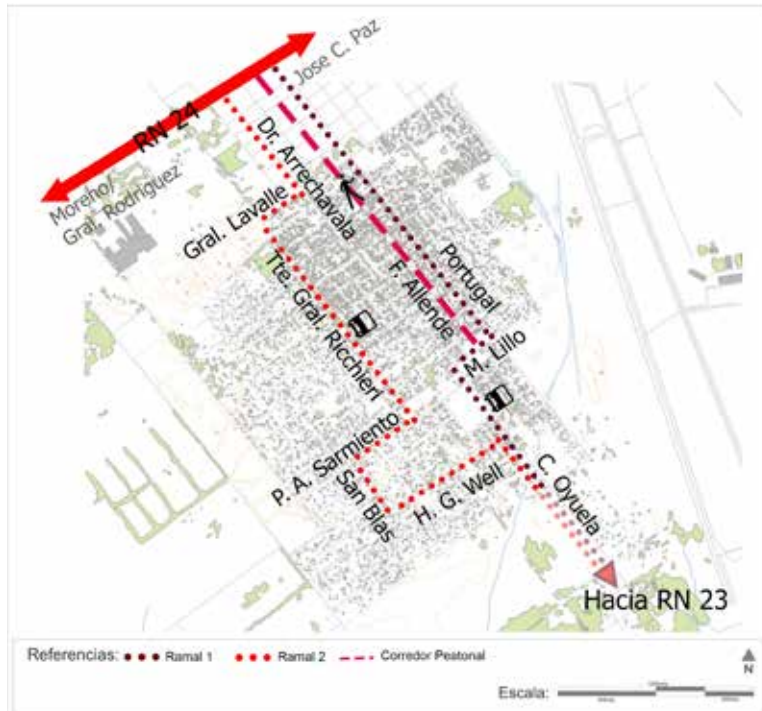 Jose C. Paz
RN 24
Moreno/
Gral. Rodriguez
Dr. Arrechavala
Gral. Lavalle
Portugal
F. Allende
Tte. Gral. Ricchieri
M. Lillo
P. A. Sarmiento
San Blas
H. G. Well
C. Oyuela
Hacia RN 23
Referencias: Ramal 1 Ramal 2 Corredor Peatonal
N
Escala: